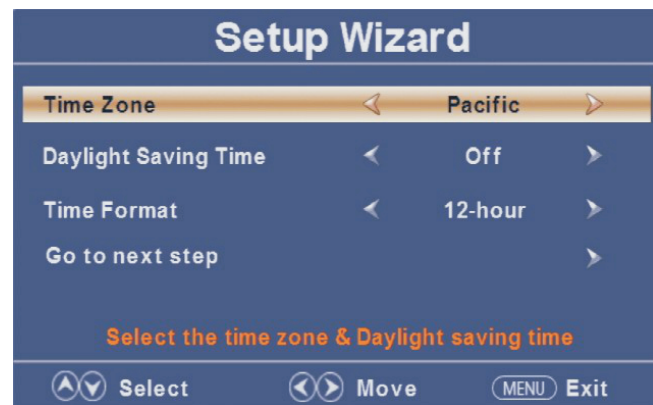 Setup Wizard
Time Zone Pacific
Daylight Saving Time Off
Time Format 12-hour
Go to next step
Select the time zone & Daylight saving time
Select Move MENU Exit